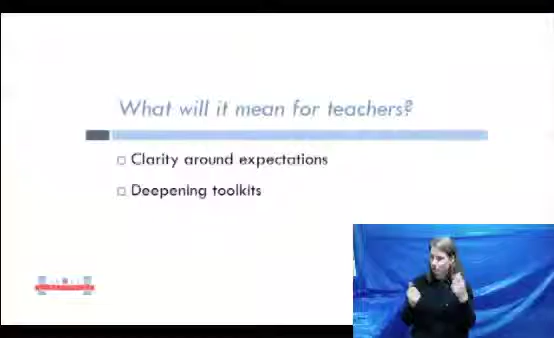 What will it mean for teachers?
Clarity around expectations
Deepening toolkits